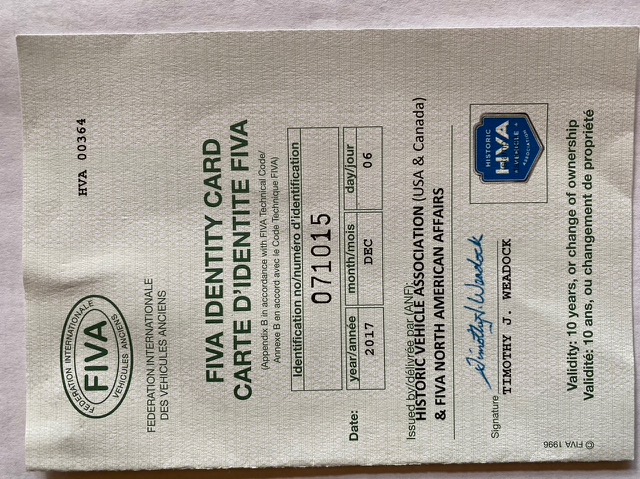 HVA 00364
FEDERATION INTERNATIONALE
FIVA
VEHICULES ANCIENS
FEDERATION INTERNATIONALE
DES VEHICULES ANCIENS
FIVA IDENTITY CARD
CARTE D'IDENTITE FIVA
(Appendix B in accordance with FIVA Technical Code/
Annexe B en accord avec le Code Technique FIVA)
Identification no/numéro d'identification
071015
Date: year/année month/mois day/jour
2017 DEC 06
Issued by/délivrée par (ANF):
HISTORIC VEHICLE ASSOCIATION (USA & Canada)
& FIVA NORTH AMERICAN AFFAIRS
Timothy J Weadock
Signature
TIMOTHY J. WEADOCK
HISTORIC
HVA
VEHICLE
ASSOCIATION
Validity: 10 years, or change of ownership
Validité: 10 ans, ou changement de propriété
© FIVA 1996